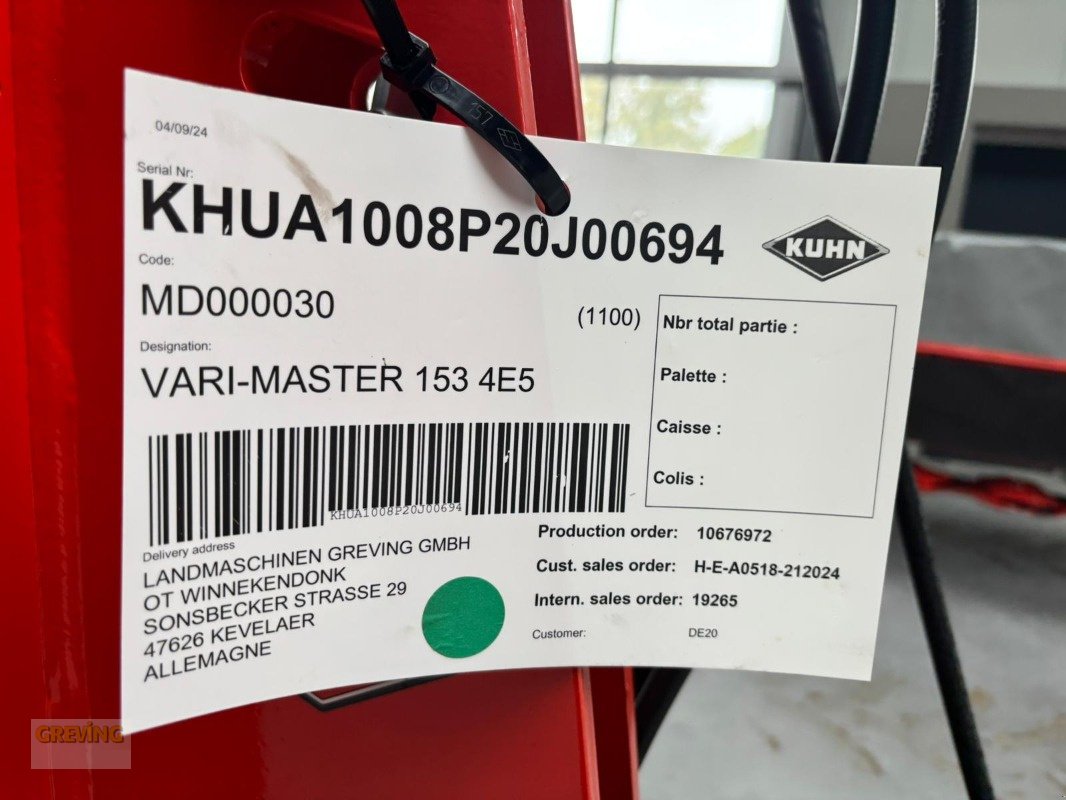 157
04/09/24
Serial Nr:
KHUA1008P20J00694
KUHN
Code:
MD000030
(1100)
Designation:
VARI-MASTER 153 4E5
Nbr total partie :
Palette :
Caisse :
Colis :
KHUA1008P20J00694
Delivery address
LANDMASCHINEN GREVING GMBH
OT WINNEKENDONK
SONSBECKER STRASSE 29
47626 KEVELAER
ALLEMAGNE
Production order: 10676972
Cust. sales order: H-E-A0518-212024
Intern. sales order: 19265
Customer: DE20
GREVING